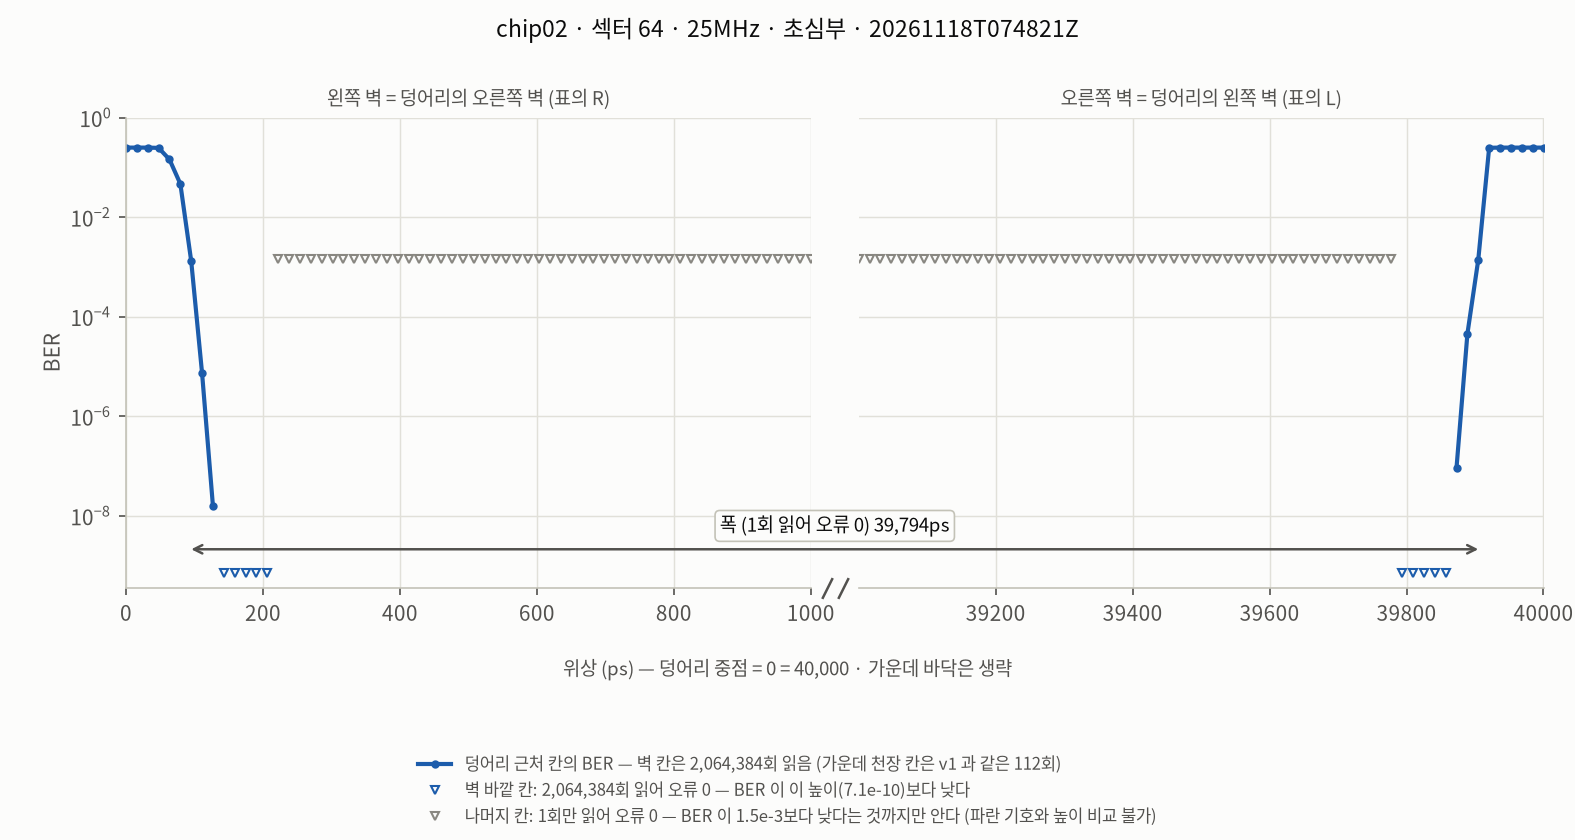 chip02 · 섹터 64 · 25MHz · 초심부 · 20261118T074821Z
왼쪽 벽 = 덩어리의 오른쪽 벽 (표의 R)
오른쪽 벽 = 덩어리의 왼쪽 벽 (표의 L)
10⁰
10⁻²
10⁻⁴
10⁻⁶
10⁻⁸
BER
폭 (1회 읽어 오류 0) 39,794ps
0 200 400 600 800 1000 39200 39400 39600 39800 40000
위상 (ps) — 덩어리 중점 = 0 = 40,000 · 가운데 바닥은 생략
덩어리 근처 칸의 BER — 벽 칸은 2,064,384회 읽음 (가운데 천장 칸은 v1 과 같은 112회)
벽 바깥 칸: 2,064,384회 읽어 오류 0 — BER 이 이 높이(7.1e-10)보다 낮다
나머지 칸: 1회만 읽어 오류 0 — BER 이 1.5e-3보다 낮다는 것까지만 안다 (파란 기호와 높이 비교 불가)